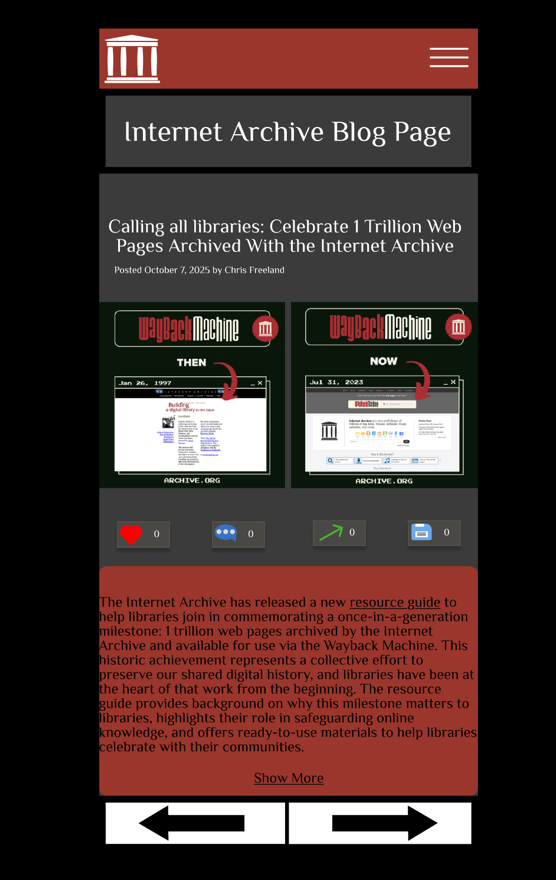 Internet Archive Blog Page
Calling all libraries: Celebrate 1 Trillion Web
Pages Archived With the Internet Archive
Posted October 7, 2025 by Chris Freeland
WayBackMachine
THEN
Jan 26, 1997
Building
a digital library
ARCHIVE.ORG
WayBackMachine
NOW
Jul 31, 2023
ARCHIVE.ORG
0
0
0
0
The Internet Archive has released a new resource guide to
help libraries join in commemorating a once-in-a-generation
milestone: 1 trillion web pages archived by the Internet
Archive and available for use via the Wayback Machine. This
historic achievement represents a collective effort to
preserve our shared digital history, and libraries have been at
the heart of that work from the beginning. The resource
guide provides background on why this milestone matters to
libraries, highlights their role in safeguarding online
knowledge, and offers ready-to-use materials to help libraries
celebrate with their communities.
Show More